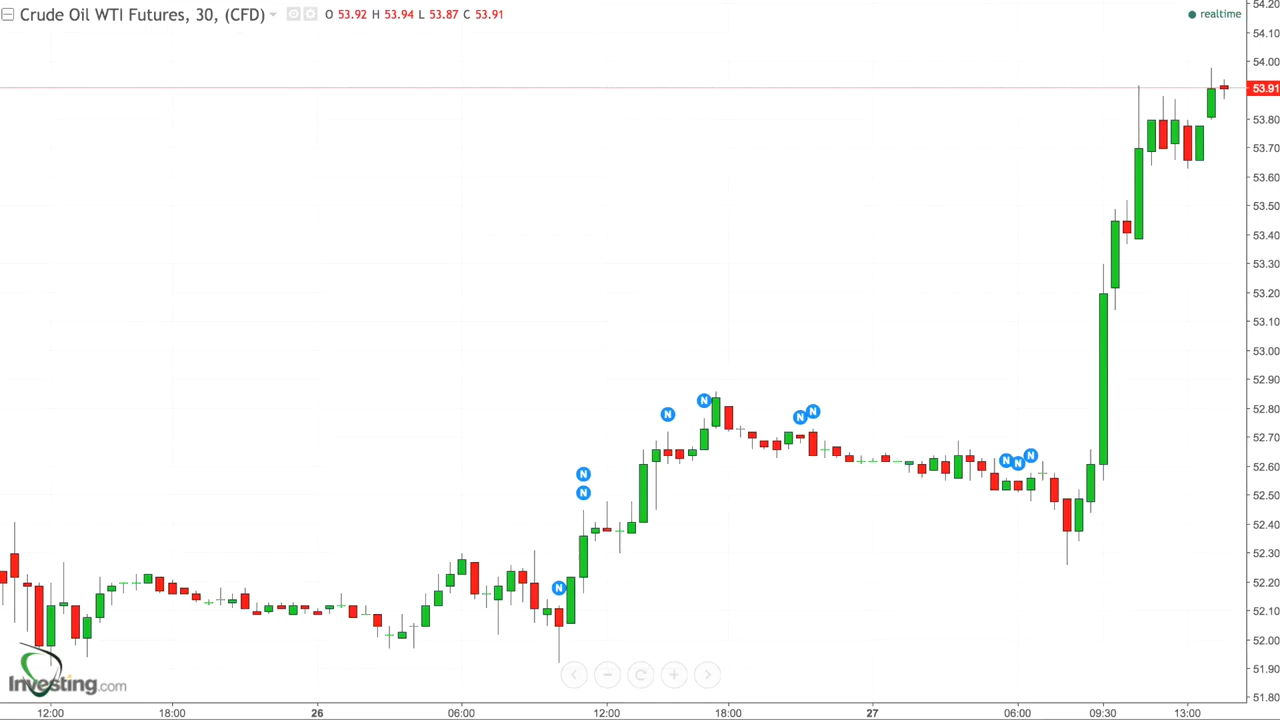 Crude Oil WTI Futures, 30, (CFD) O 53.92 H 53.94 L 53.87 C 53.91
realtime
54.20
54.10
54.00
53.91
53.80
53.70
53.60
53.50
53.40
53.30
53.20
53.10
53.00
52.90
52.80
52.70
52.60
52.50
52.40
52.30
52.20
52.10
52.00
51.90
51.80
N
N
N N
N N N
N
N
N
Investing.com
12:00 18:00 26 06:00 12:00 18:00 27 06:00 09:30 13:00